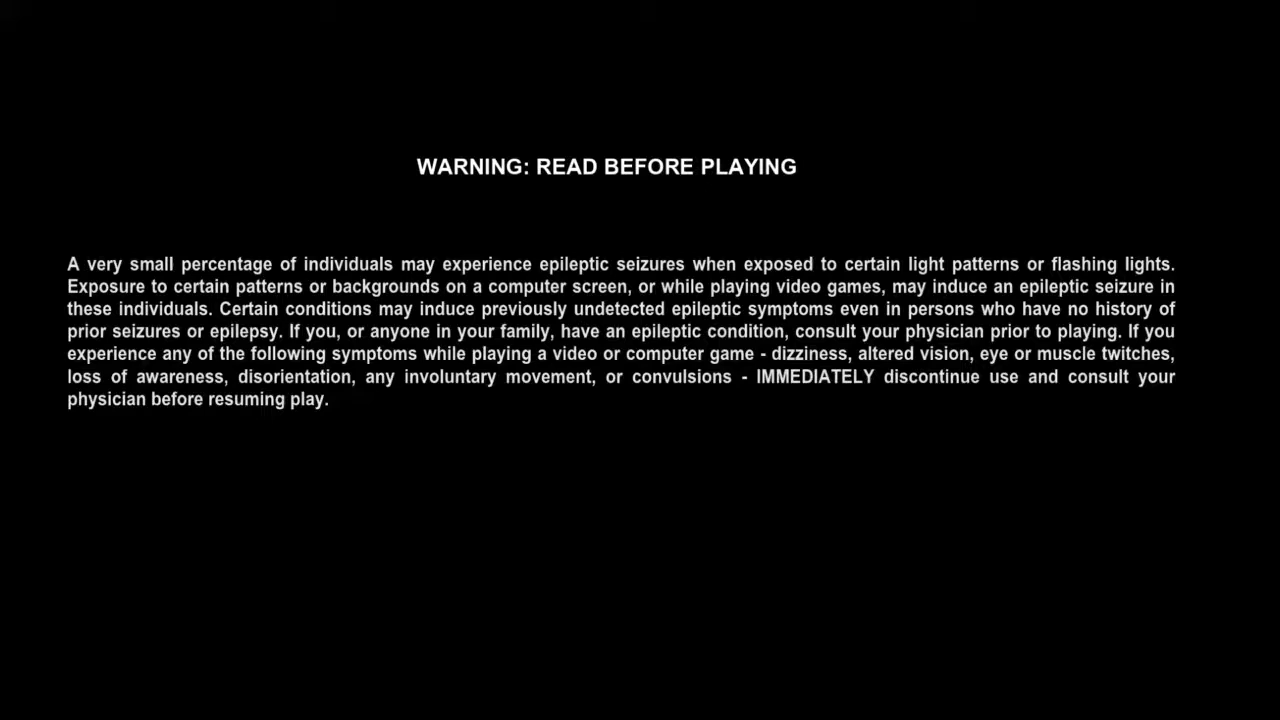 WARNING: READ BEFORE PLAYING
A very small percentage of individuals may experience epileptic seizures when exposed to certain light patterns or flashing lights.
Exposure to certain patterns or backgrounds on a computer screen, or while playing video games, may induce an epileptic seizure in
these individuals. Certain conditions may induce previously undetected epileptic symptoms even in persons who have no history of
prior seizures or epilepsy. If you, or anyone in your family, have an epileptic condition, consult your physician prior to playing. If you
experience any of the following symptoms while playing a video or computer game - dizziness, altered vision, eye or muscle twitches,
loss of awareness, disorientation, any involuntary movement, or convulsions - IMMEDIATELY discontinue use and consult your
physician before resuming play.